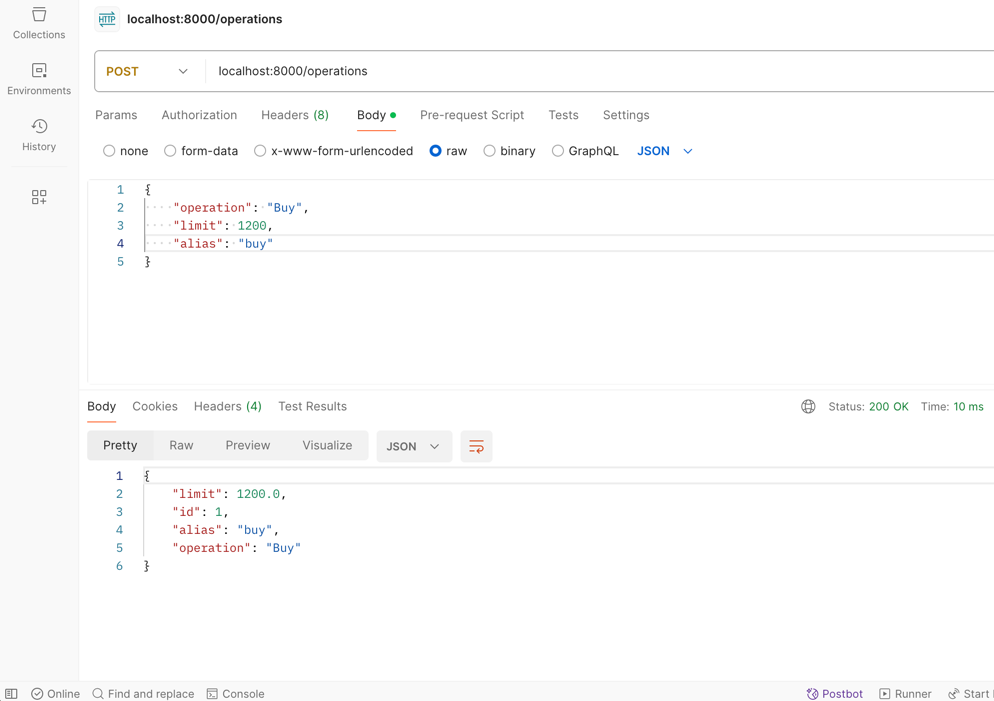 Collections
HTTP localhost:8000/operations
POST localhost:8000/operations
Environments
Params Authorization Headers (8) Body Pre-request Script Tests Settings
History
none form-data x-www-form-urlencoded raw binary GraphQL JSON
1 {
2 "operation": "Buy",
3 "limit": 1200,
4 "alias": "buy"
5 }
Body Cookies Headers (4) Test Results Status: 200 OK Time: 10 ms
Pretty Raw Preview Visualize JSON
1 {
2 "limit": 1200.0,
3 "id": 1,
4 "alias": "buy",
5 "operation": "Buy"
6 }
Online Find and replace Console Postbot Runner Start